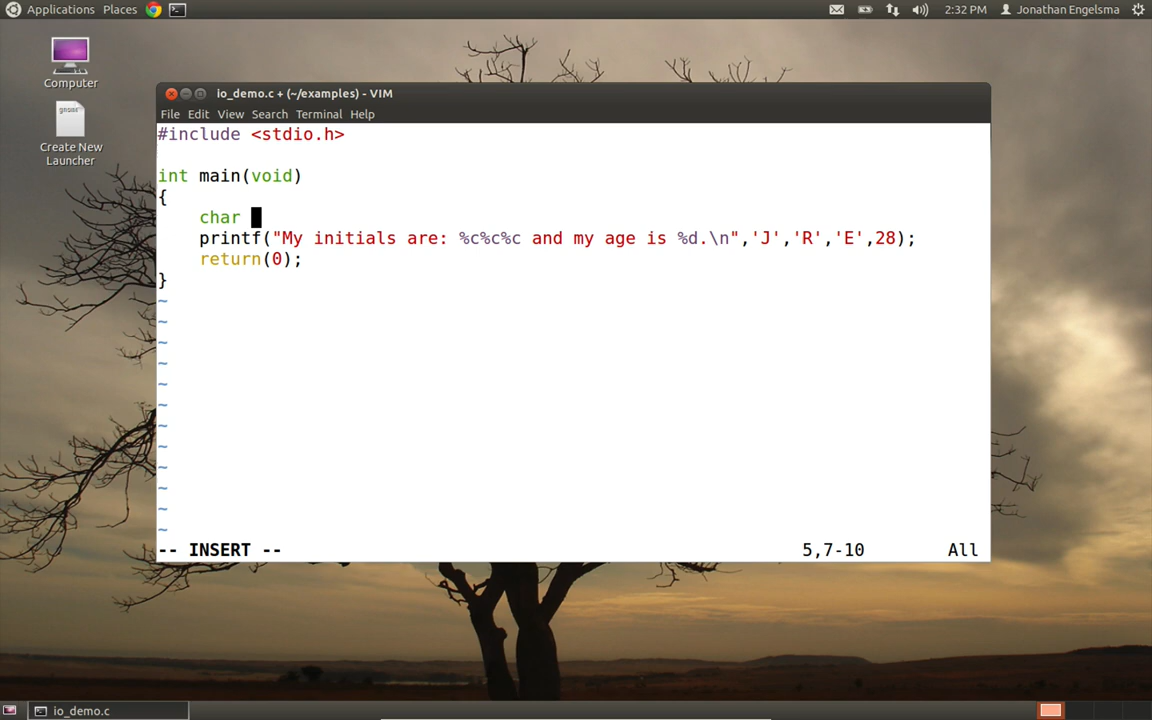 Applications Places 2:32 PM Jonathan Engelsma
Computer
gnome
Create New
Launcher
io_demo.c + (~/examples) - VIM
File Edit View Search Terminal Help
#include <stdio.h>
int main(void)
{
char
printf("My initials are: %c%c%c and my age is %d.\n",'J','R','E',28);
return(0);
}
~
~
~
~
~
~
~
~
~
~
~
~
-- INSERT -- 5,7-10 All
io_demo.c